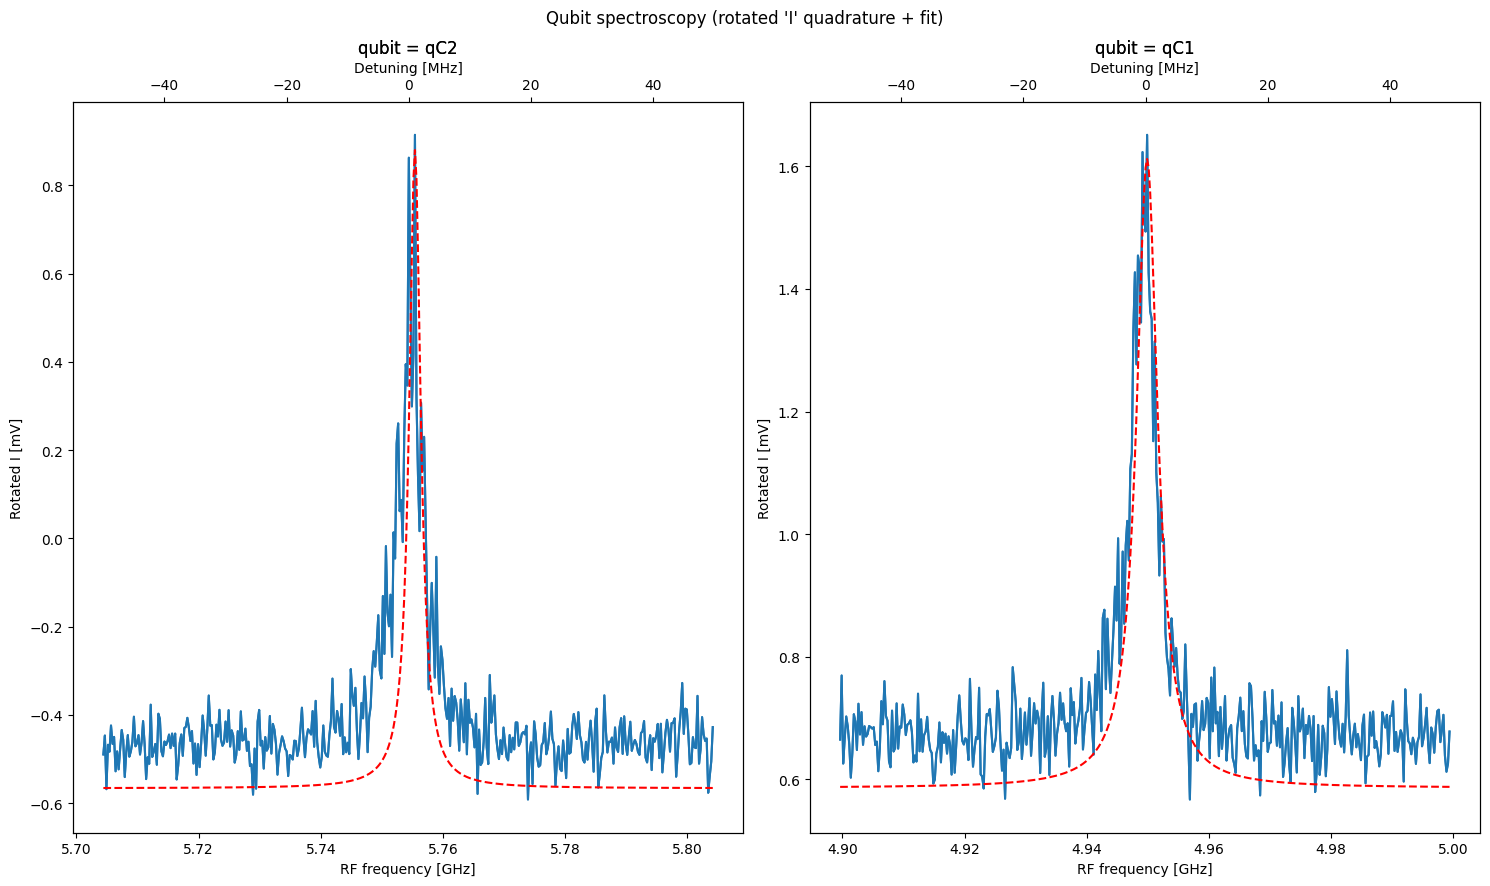 Qubit spectroscopy (rotated 'I' quadrature + fit)
qubit = qC2
Detuning [MHz]
−40 −20 0 20 40
0.8
0.6
0.4
0.2
0.0
−0.2
−0.4
−0.6
Rotated I [mV]
5.70 5.72 5.74 5.76 5.78 5.80
RF frequency [GHz]
qubit = qC1
Detuning [MHz]
−40 −20 0 20 40
1.6
1.4
1.2
1.0
0.8
0.6
Rotated I [mV]
4.90 4.92 4.94 4.96 4.98 5.00
RF frequency [GHz]